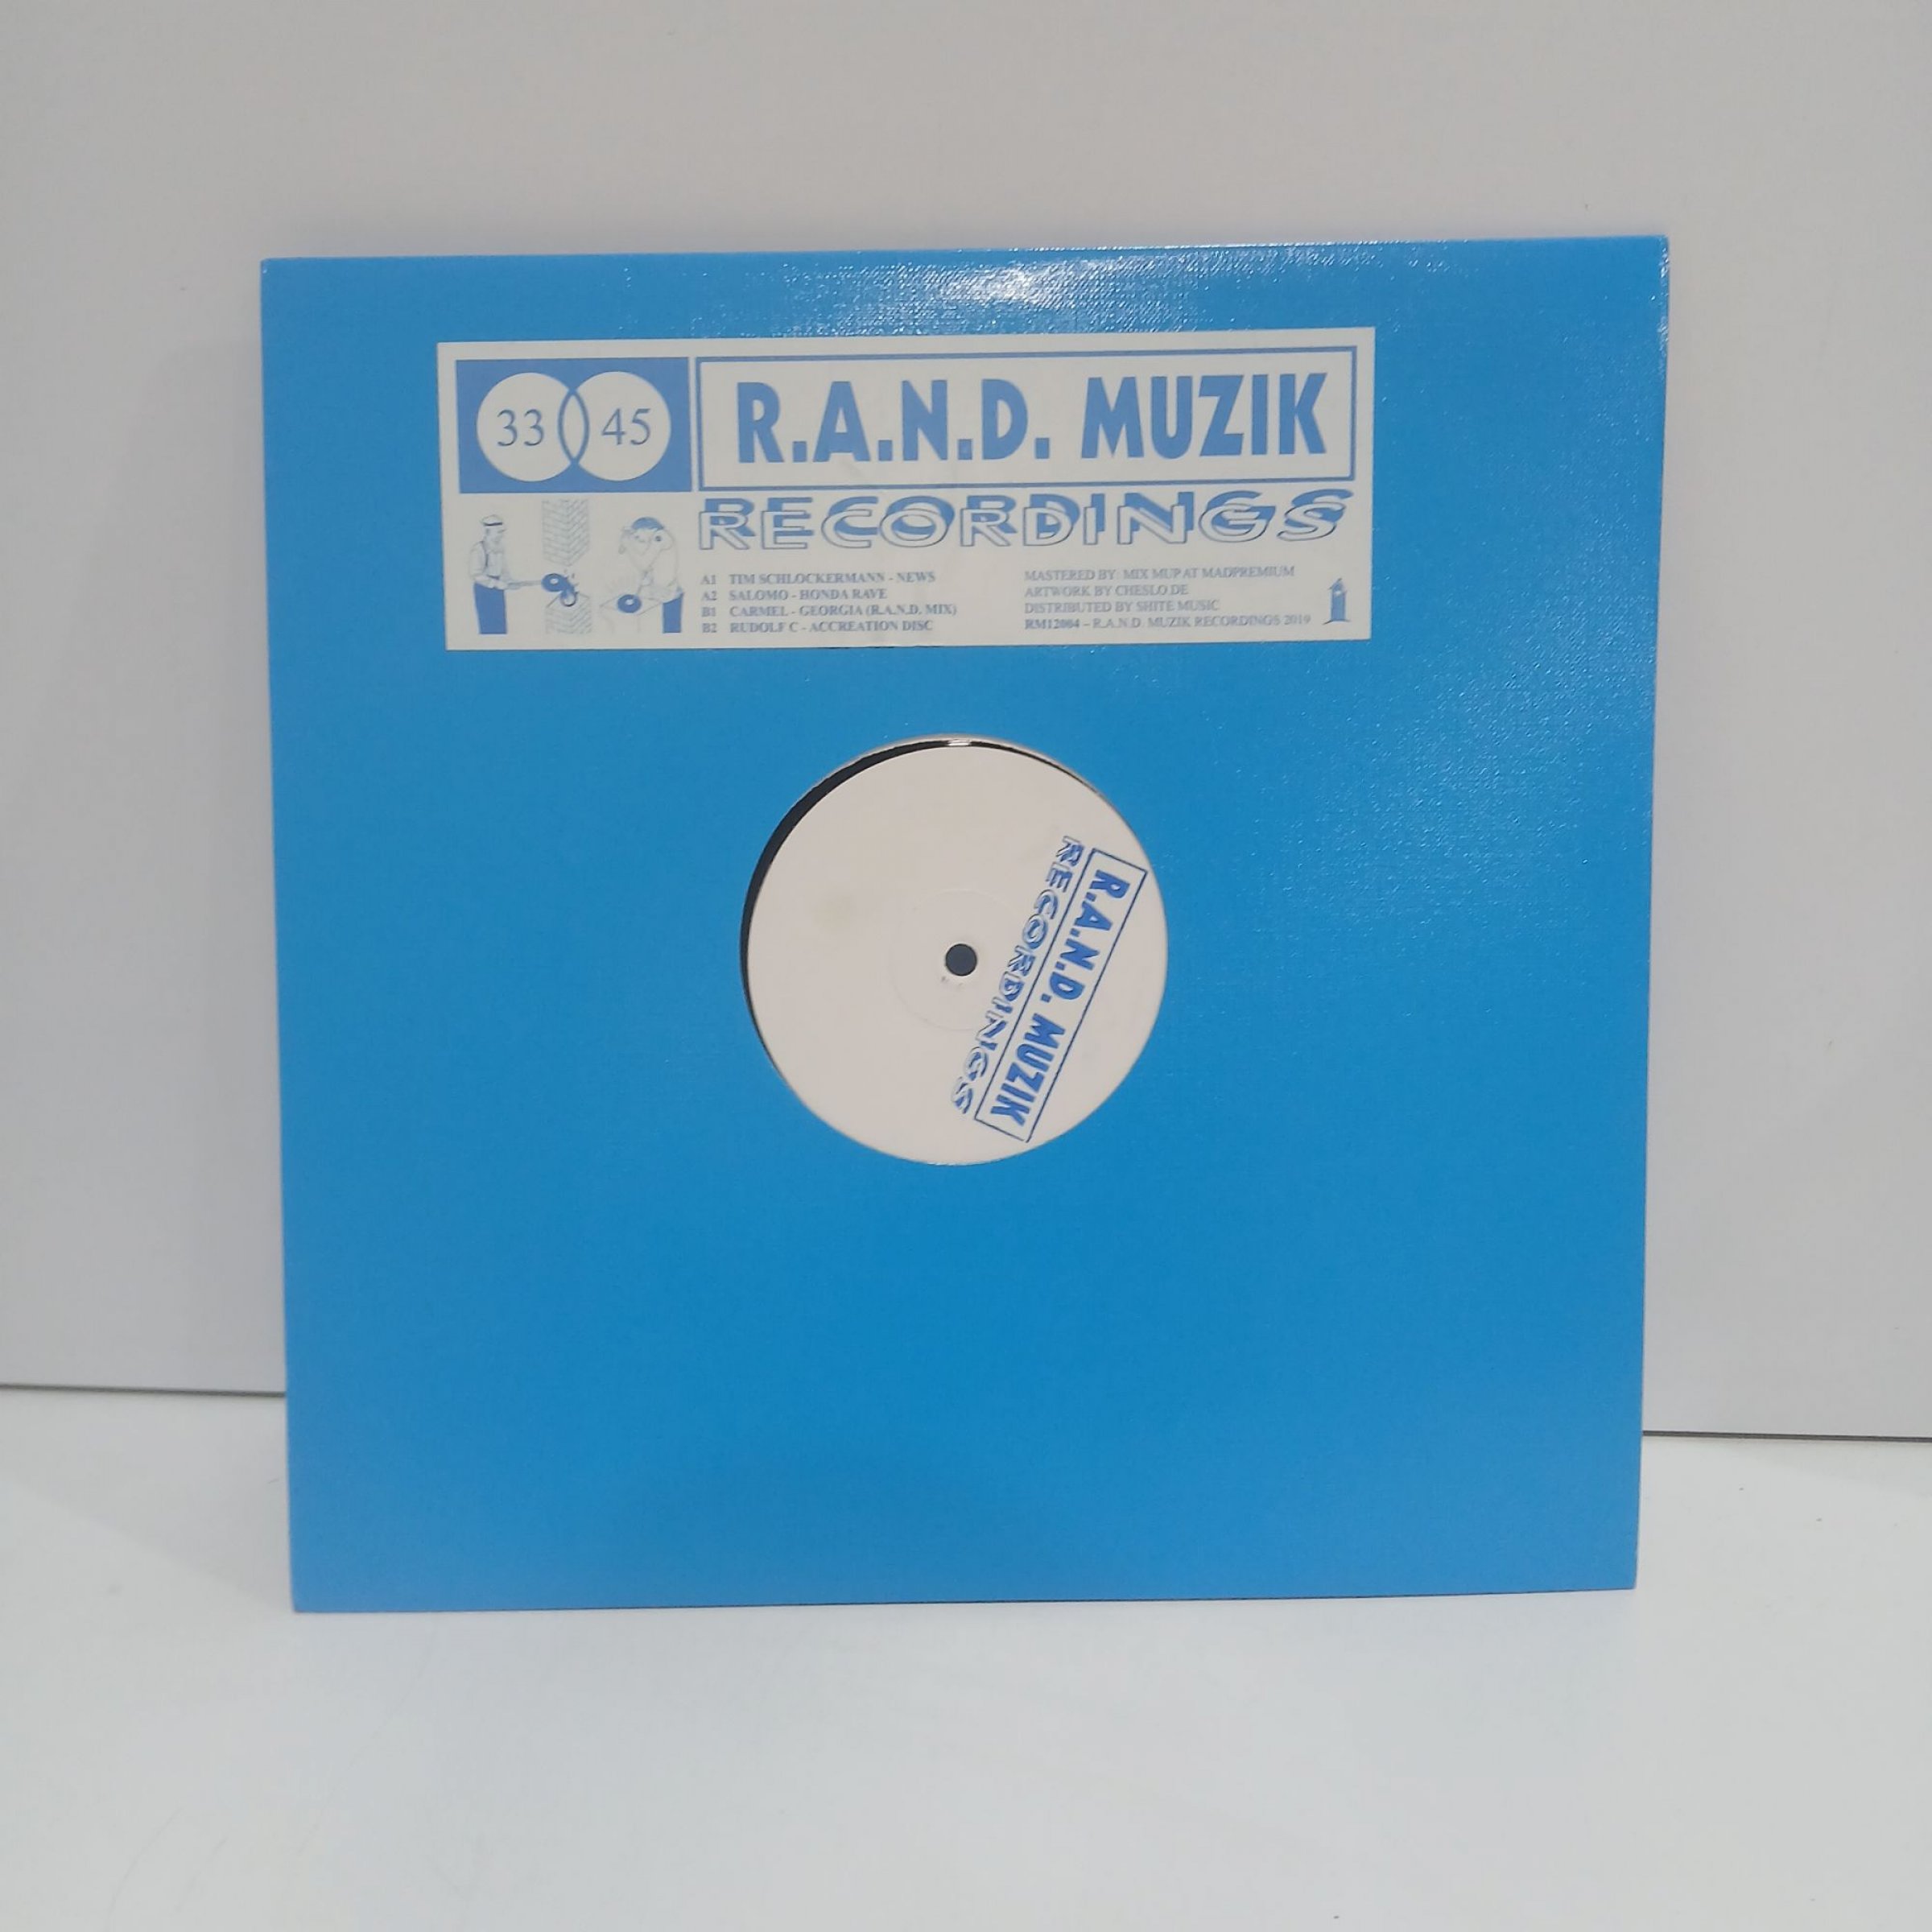 33 45
R.A.N.D. MUZIK
RECORDINGS
A1 TIM SCHLOCKERMANN - NEWS
A2 SALOMO - HONDA RAVE
B1 CARMEL - GEORGIA (R.A.N.D. MIX)
B2 RUDOLF C - ACCREATION DISC
MASTERED BY: MIX MUP AT MADPREMIUM
ARTWORK BY CHESLO.DE
DISTRIBUTED BY SHITE MUSIC
RM12004 – R.A.N.D. MUZIK RECORDINGS 2019
R.A.N.D. MUZIK
RECORDINGS